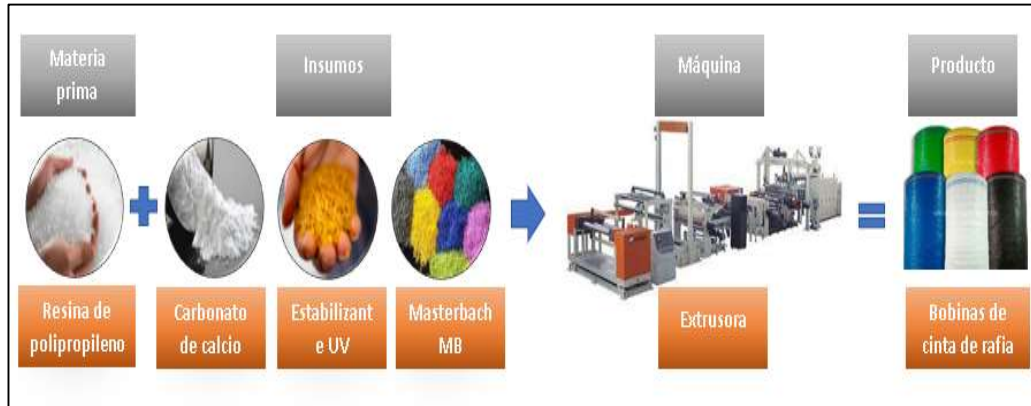 Materia
prima
Insumos
Máquina
Producto
Resina de
polipropileno
Carbonato
de calcio
Estabilizant
e UV
Masterbach
MB
Extrusora
Bobinas de
cinta de rafia